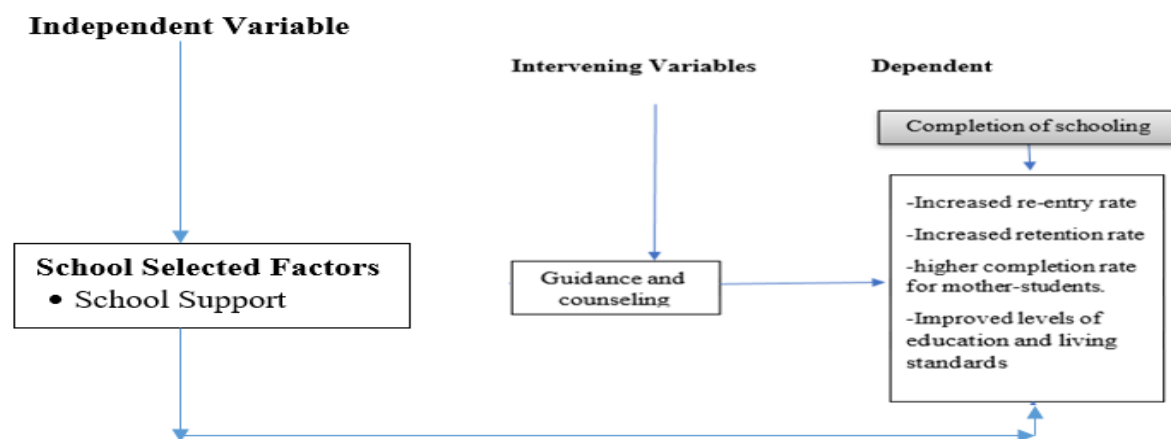 Independent Variable
Intervening Variables
Dependent
Completion of schooling
-Increased re-entry rate
-Increased retention rate
-higher completion rate
for mother-students.
-Improved levels of
education and living
standards
School Selected Factors
• School Support
Guidance and
counseling